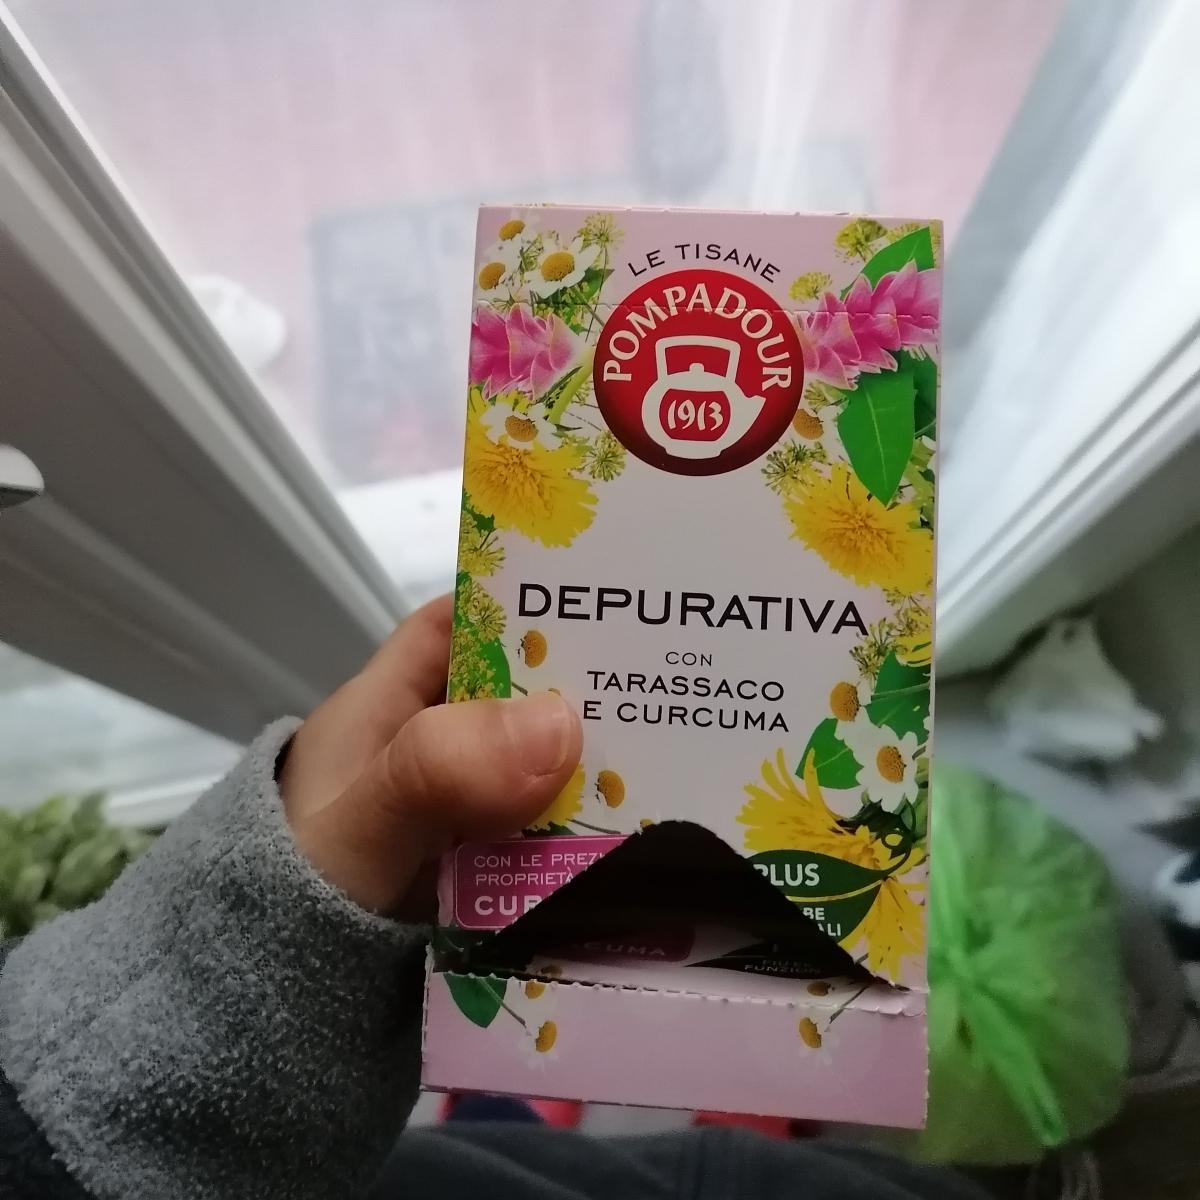 LE TISANE
POMPADOUR
1913
DEPURATIVA
CON
TARASSACO
E CURCUMA
CON LE
PROPRIETÀ
PLUS